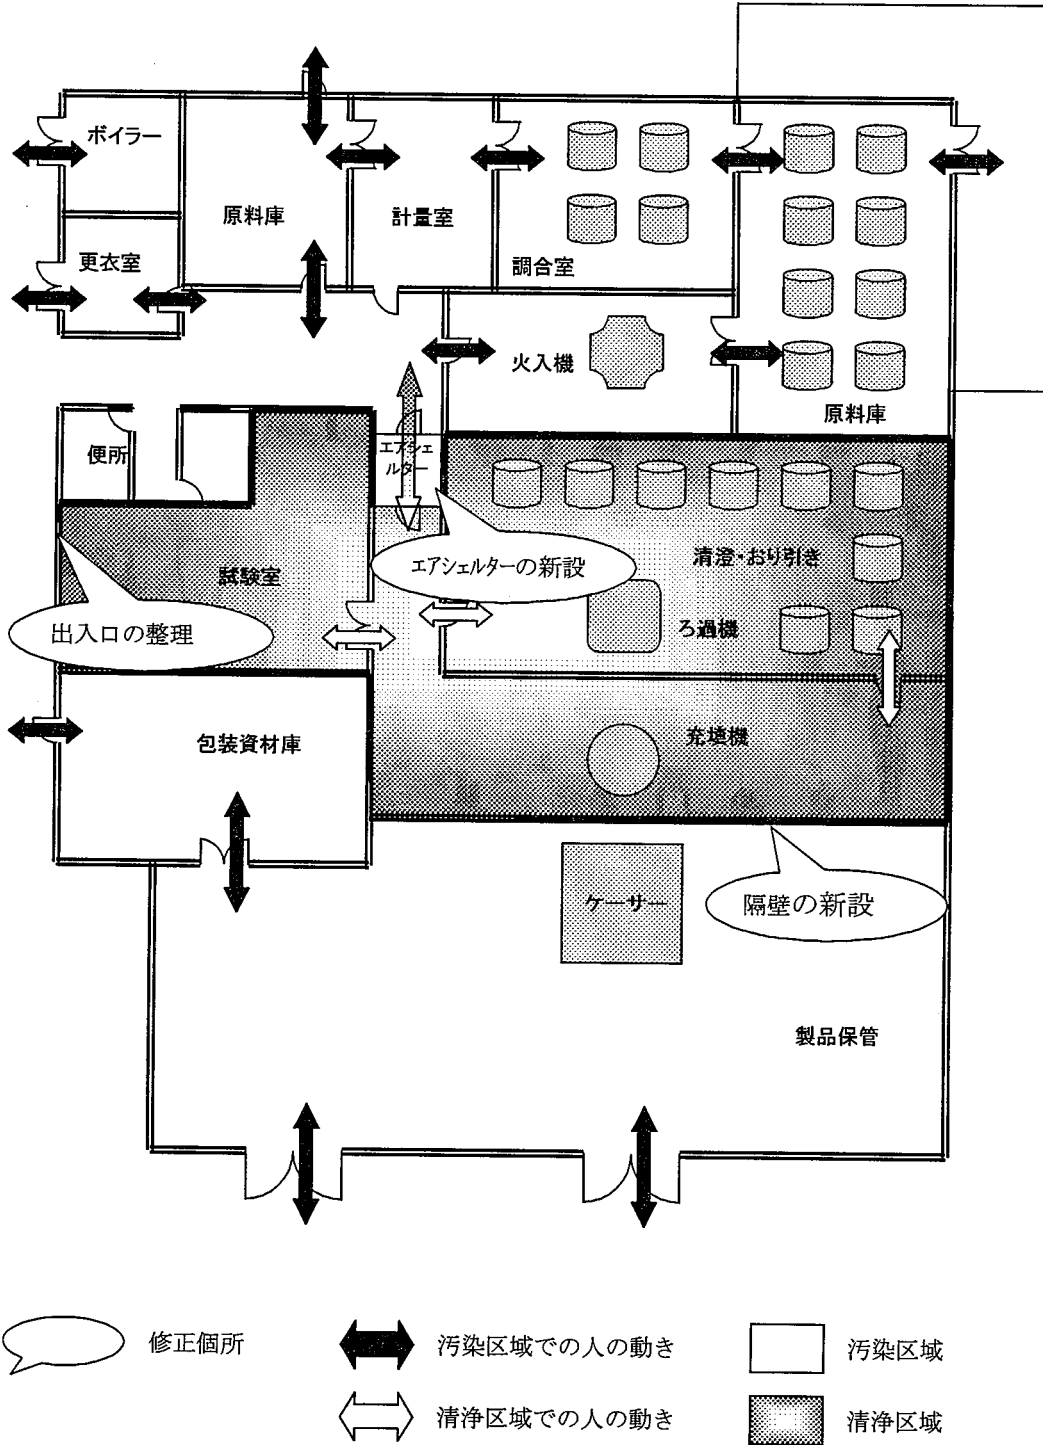 ボイラー
原料庫
計量室
調合室
更衣室
火入機
原料庫
便所
エアシェ
ルター
清澄・おり引き
エアシェルターの新設
試験室
出入口の整理
ろ過機
包装資材庫
充填機
ケーサー
隔壁の新設
製品保管
修正個所
汚染区域での人の動き
汚染区域
清浄区域での人の動き
清浄区域